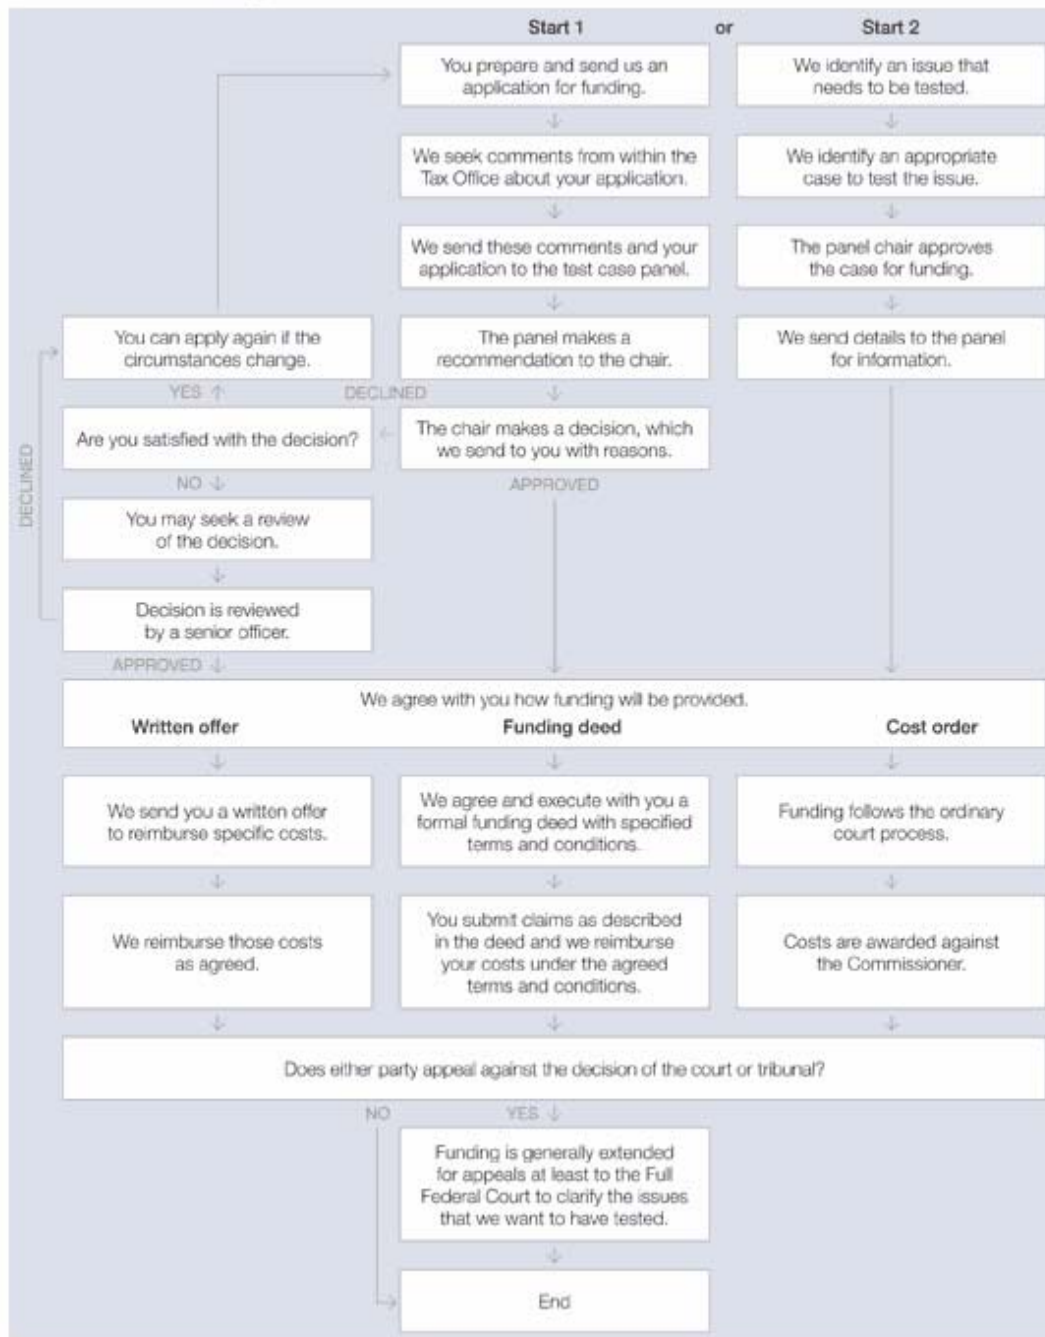 Start 1
or
Start 2
You prepare and send us an
application for funding.
We identify an issue that
needs to be tested.
We seek comments from within the
Tax Office about your application.
We identify an appropriate
case to test the issue.
We send these comments and your
application to the test case panel.
The panel chair approves
the case for funding.
You can apply again if the
circumstances change.
The panel makes a
recommendation to the chair.
We send details to the panel
for information.
YES
DECLINED
Are you satisfied with the decision?
The chair makes a decision, which
we send to you with reasons.
DECLINED
NO
APPROVED
You may seek a review
of the decision.
Decision is reviewed
by a senior officer.
APPROVED
We agree with you how funding will be provided.
Written offer
Funding deed
Cost order
We send you a written offer
to reimburse specific costs.
We agree and execute with you a
formal funding deed with specified
terms and conditions.
Funding follows the ordinary
court process.
We reimburse those costs
as agreed.
You submit claims as described
in the deed and we reimburse
your costs under the agreed
terms and conditions.
Costs are awarded against
the Commissioner.
Does either party appeal against the decision of the court or tribunal?
NO
YES
Funding is generally extended
for appeals at least to the Full
Federal Court to clarify the issues
that we want to have tested.
End